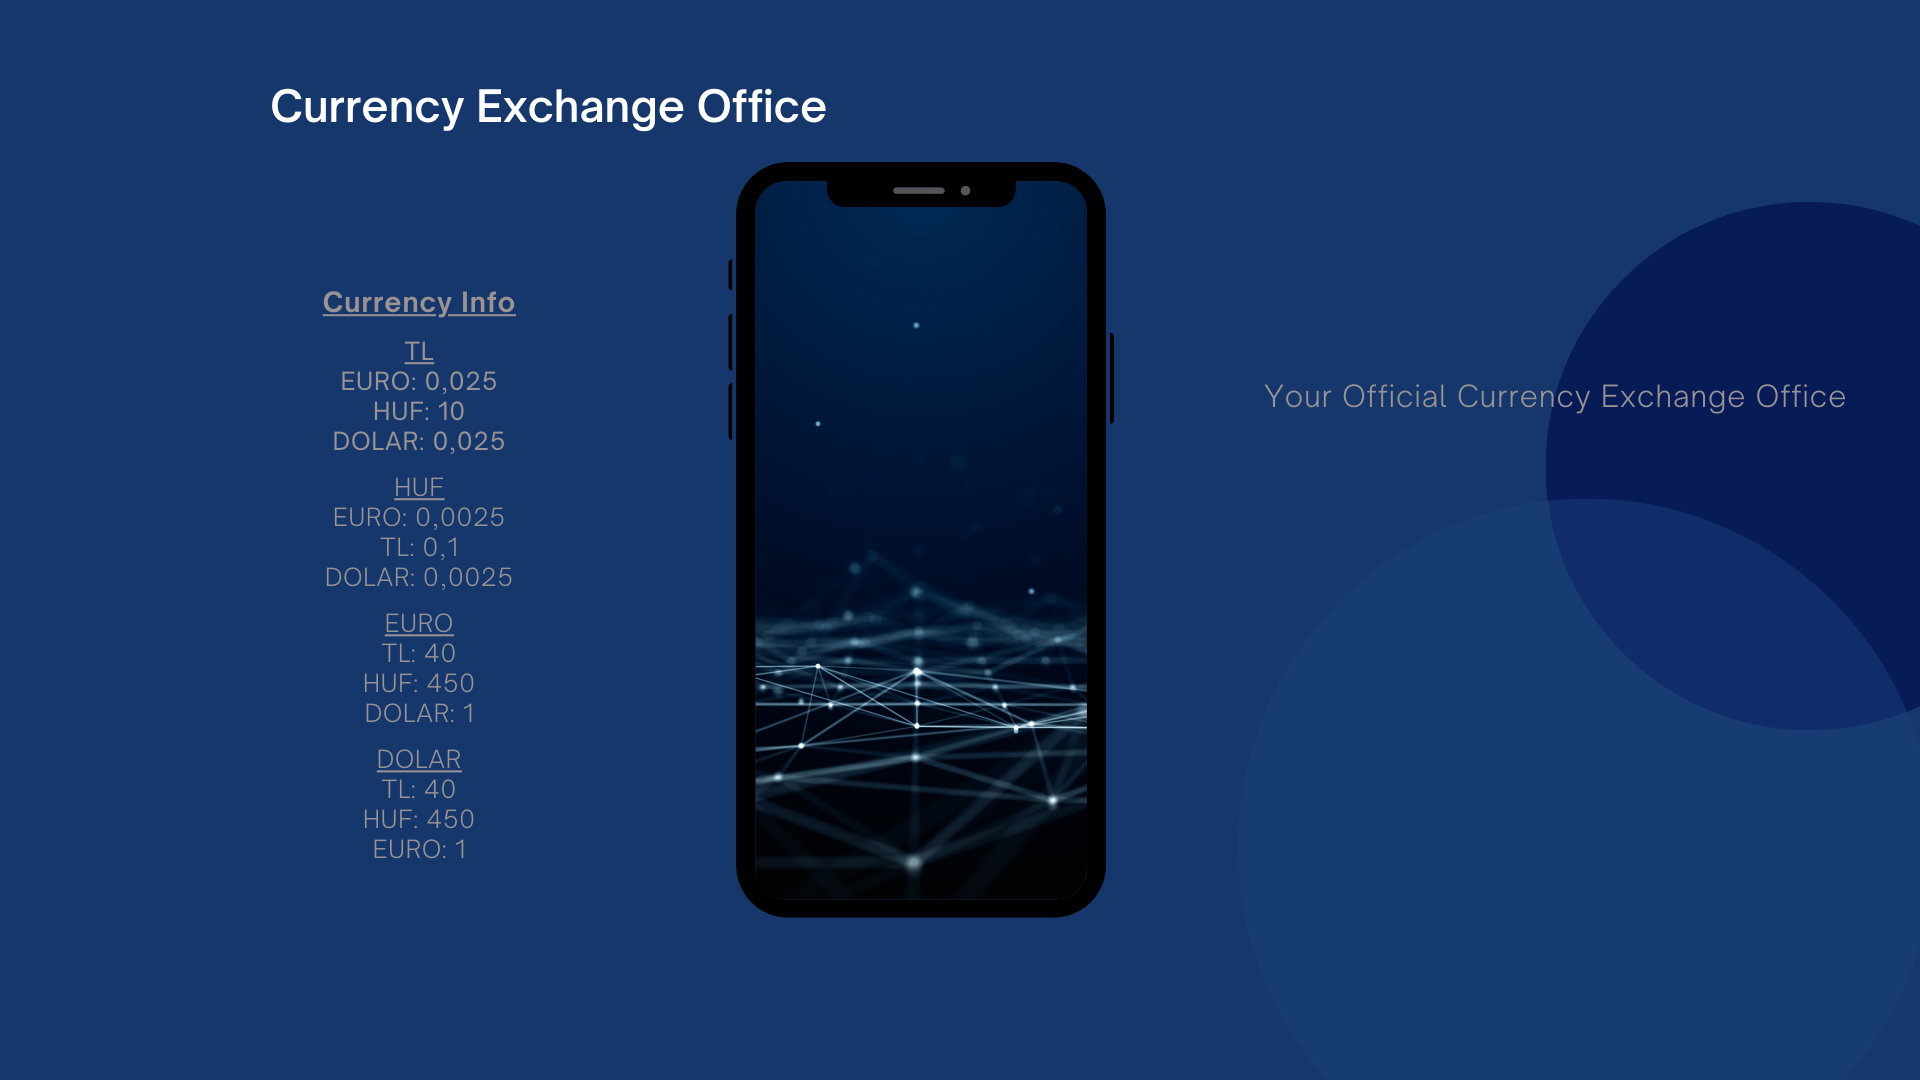 Currency Exchange Office
Currency Info
TL
EURO: 0,025
HUF: 10
DOLAR: 0,025
HUF
EURO: 0,0025
TL: 0,1
DOLAR: 0,0025
EURO
TL: 40
HUF: 450
DOLAR: 1
DOLAR
TL: 40
HUF: 450
EURO: 1
Your Official Currency Exchange Office